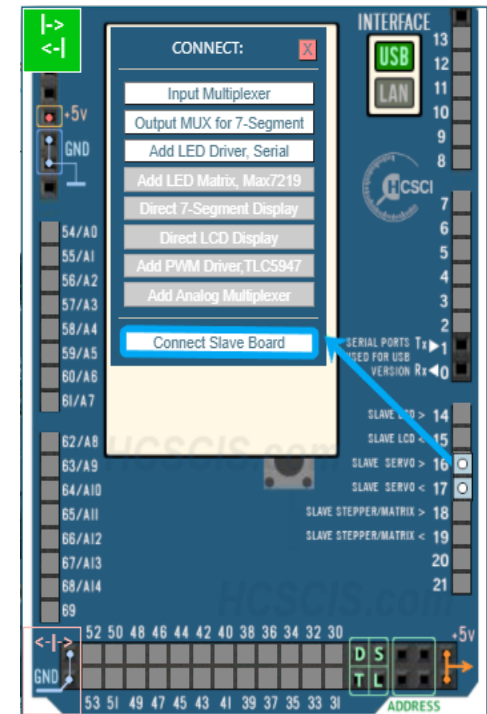 |->
<-|
CONNECT:
X
Input Multiplexer
Output MUX for 7-Segment
Add LED Driver, Serial
Add LED Matrix, Max7219
Direct 7-Segment Display
Direct LCD Display
Add PWM Driver,TLC5947
Add Analog Multiplexer
Connect Slave Board
INTERFACE
USB
LAN
13
12
11
10
9
8
HCSCI
7
6
5
4
3
2
SERIAL PORTS Tx ▶1
USED FOR USB
VERSION Rx ◀0
SLAVE LCD > 14
SLAVE LCD < 15
SLAVE SERVO > 16
SLAVE SERVO < 17
SLAVE STEPPER/MATRIX > 18
SLAVE STEPPER/MATRIX < 19
20
21
+5v
GND
54/A0
55/A1
56/A2
57/A3
58/A4
59/A5
60/A6
61/A7
62/A8
63/A9
64/A10
65/A11
66/A12
67/A13
68/A14
69
HCSCIS.com
HCSCIS.com
<-|->
GND
52 50 48 46 44 42 40 38 36 34 32 30
53 51 49 47 45 43 41 39 37 35 33 31
D S
T L
ADDRESS
+5v